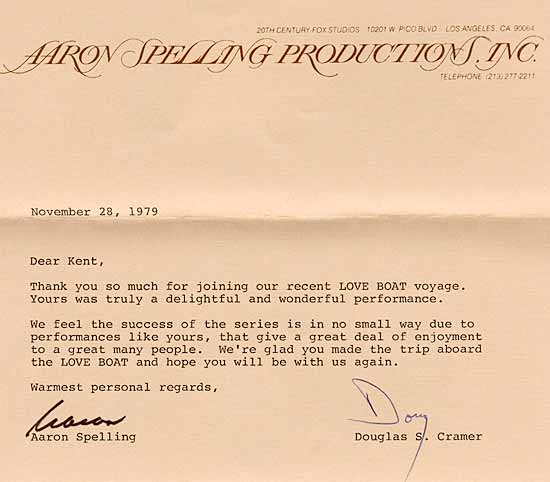 20TH CENTURY-FOX STUDIOS 10201 W. PICO BLVD. LOS ANGELES, CA. 90064
AARON SPELLING PRODUCTIONS, INC.
TELEPHONE (213) 277-2211
November 28, 1979
Dear Kent,
Thank you so much for joining our recent LOVE BOAT voyage.
Yours was truly a delightful and wonderful performance.
We feel the success of the series is in no small way due to
performances like yours, that give a great deal of enjoyment
to a great many people. We're glad you made the trip aboard
the LOVE BOAT and hope you will be with us again.
Warmest personal regards,
Aaron Doug
Aaron Spelling Douglas S. Cramer